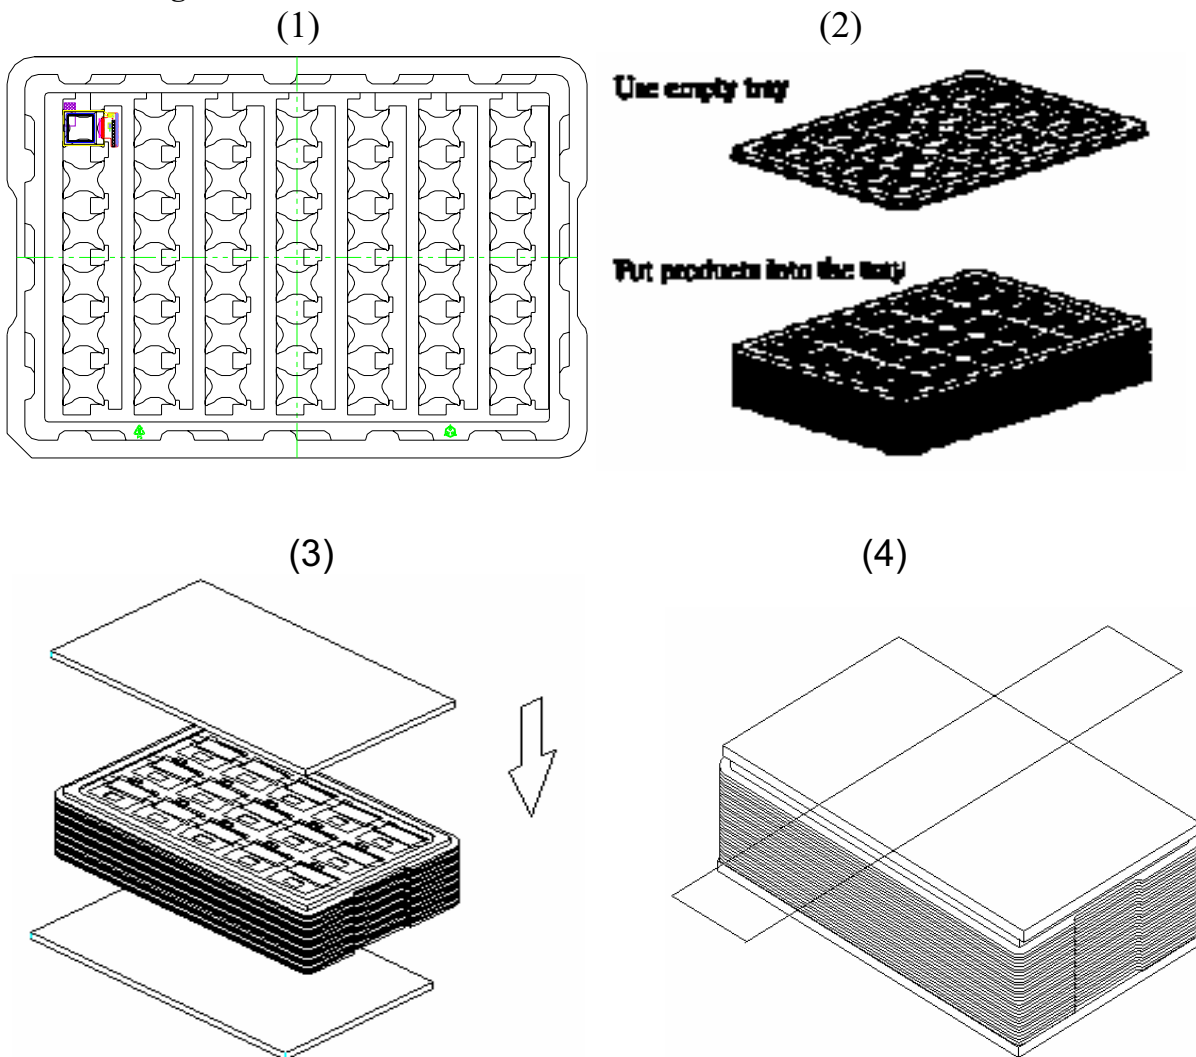 (1)
(2)
Use empty tray
Put products into the tray
(3)
(4)